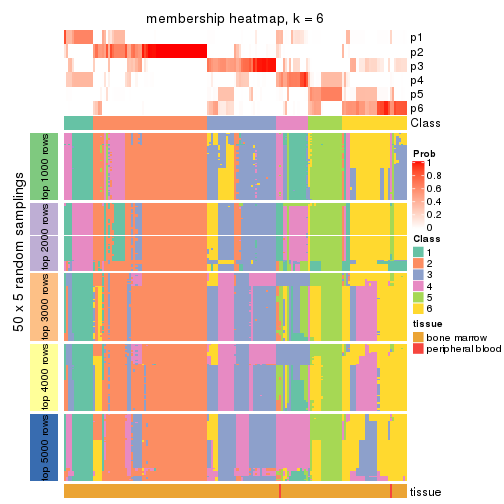 membership heatmap, k = 6
p1
p2
p3
p4
p5
p6
Class
50 x 5 random samplings
top 1000 rows
top 2000 rows
top 3000 rows
top 4000 rows
top 5000 rows
Prob
1
0.8
0.6
0.4
0.2
0
Class
1
2
3
4
5
6
tissue
bone marrow
peripheral blood
tissue